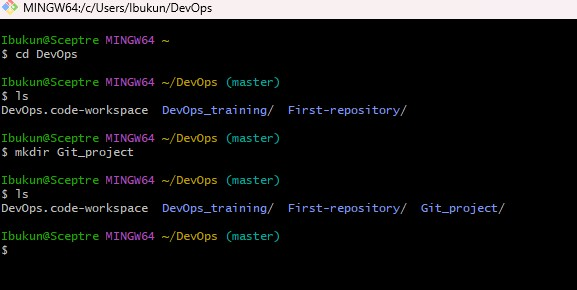 MINGW64:/c/Users/Ibukun/DevOps
Ibukun@Sceptre MINGW64 ~
$ cd DevOps
Ibukun@Sceptre MINGW64 ~/DevOps (master)
$ ls
DevOps.code-workspace  DevOps_training/  First-repository/
Ibukun@Sceptre MINGW64 ~/DevOps (master)
$ mkdir Git_project
Ibukun@Sceptre MINGW64 ~/DevOps (master)
$ ls
DevOps.code-workspace  DevOps_training/  First-repository/  Git_project/
Ibukun@Sceptre MINGW64 ~/DevOps (master)
$